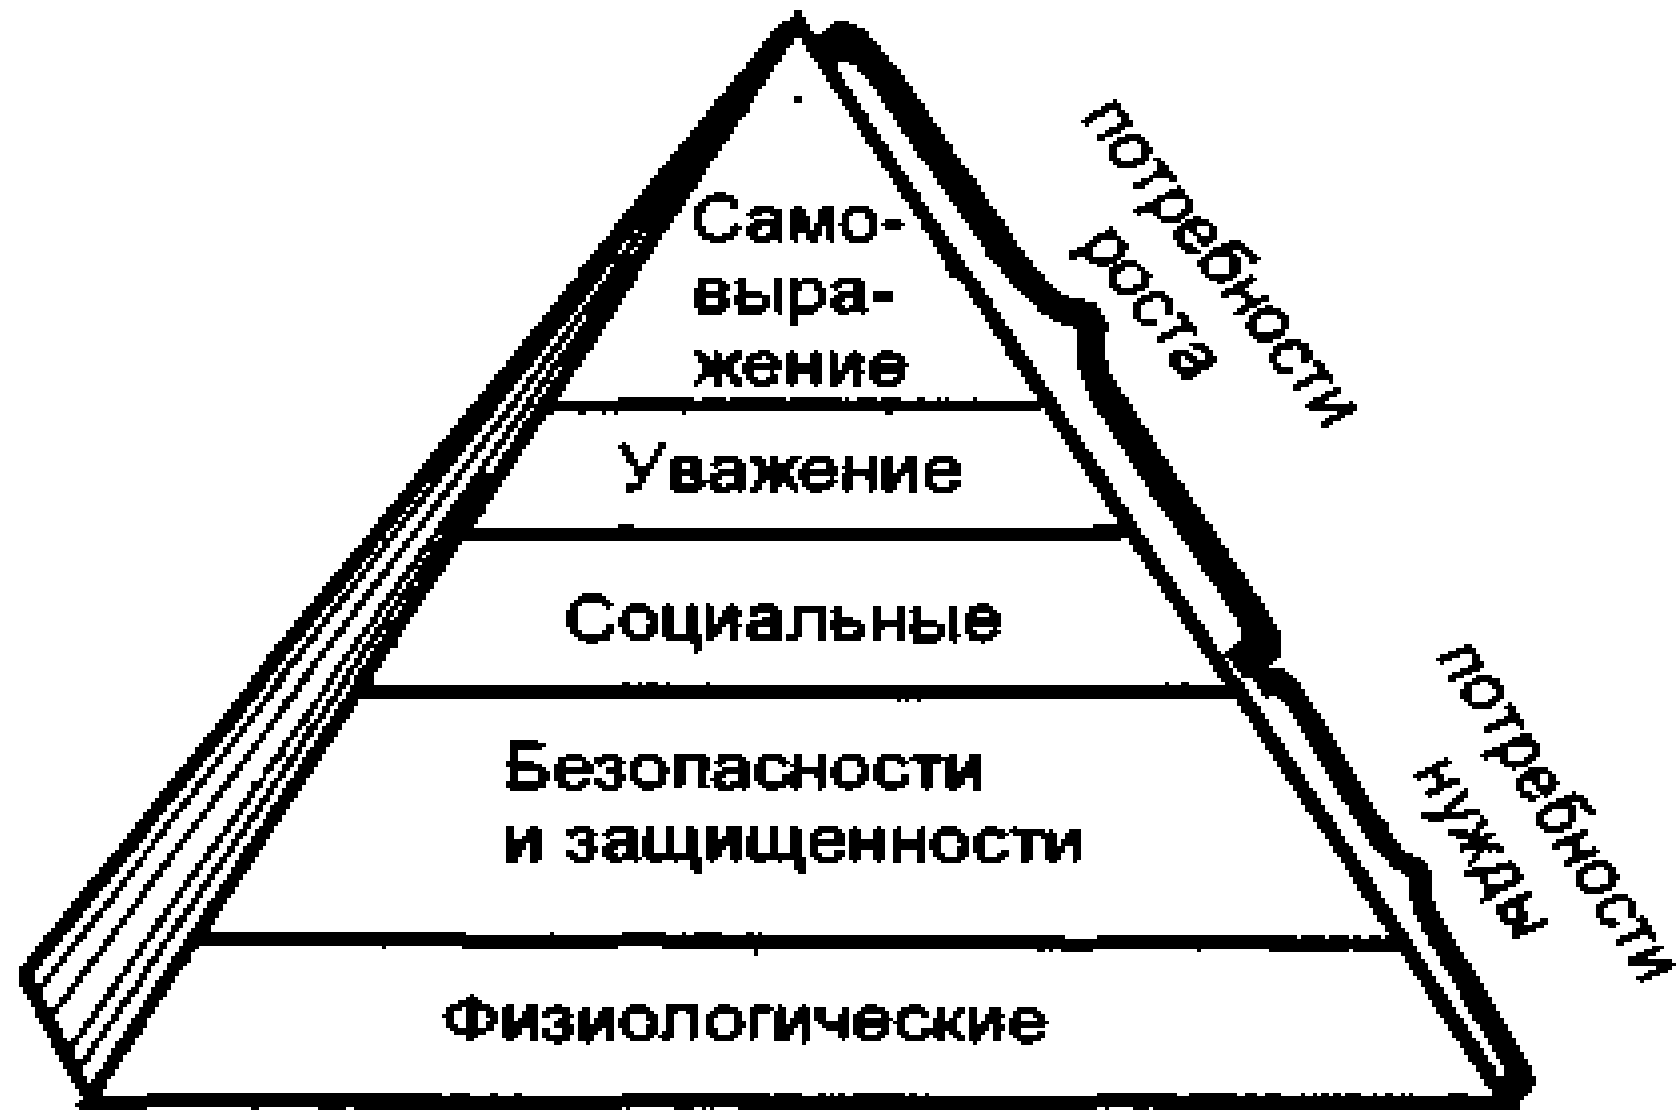 Само-
выра-
жение
Уважение
Социальные
Безопасности
и защищенности
Физиологические
потребности
роста
потребности
нужды